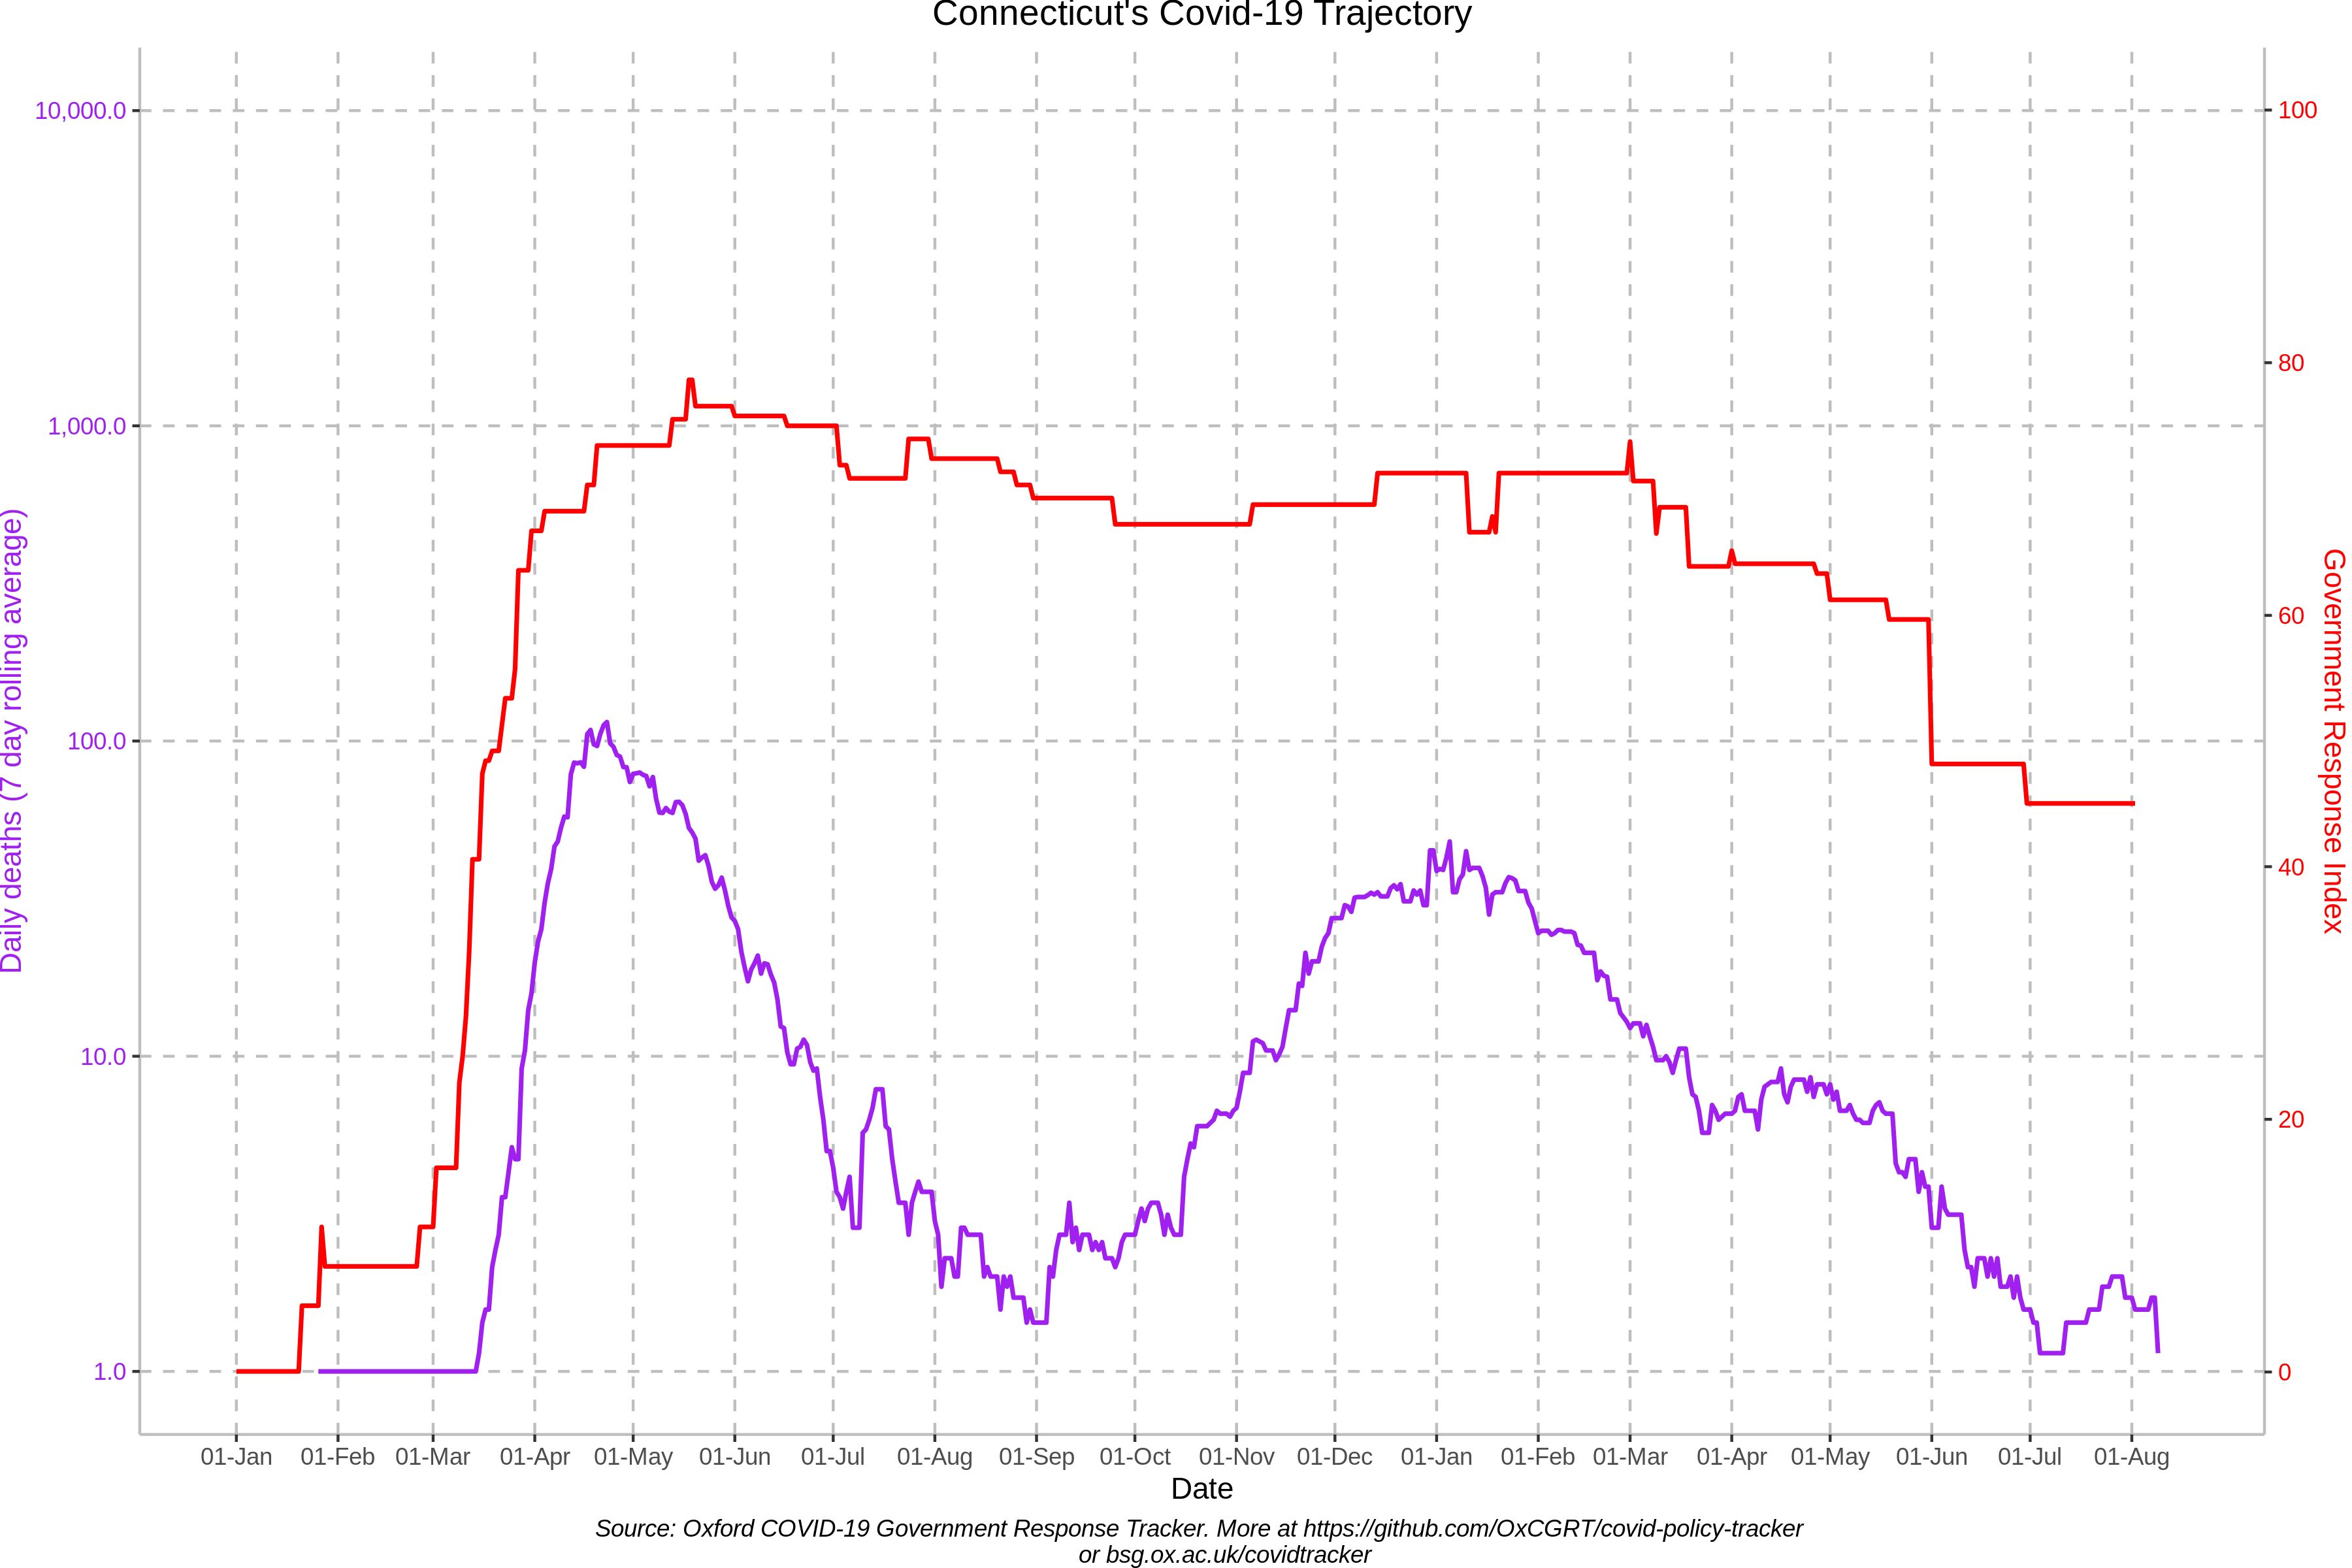 Connecticut's Covid-19 Trajectory
10,000.0
1,000.0
100.0
10.0
1.0
Daily deaths (7 day rolling average)
100
80
60
40
20
0
Government Response Index
01-Jan 01-Feb 01-Mar 01-Apr 01-May 01-Jun 01-Jul 01-Aug 01-Sep 01-Oct 01-Nov 01-Dec 01-Jan 01-Feb 01-Mar 01-Apr 01-May 01-Jun 01-Jul 01-Aug
Date
Source: Oxford COVID-19 Government Response Tracker. More at https://github.com/OxCGRT/covid-policy-tracker
or bsg.ox.ac.uk/covidtracker